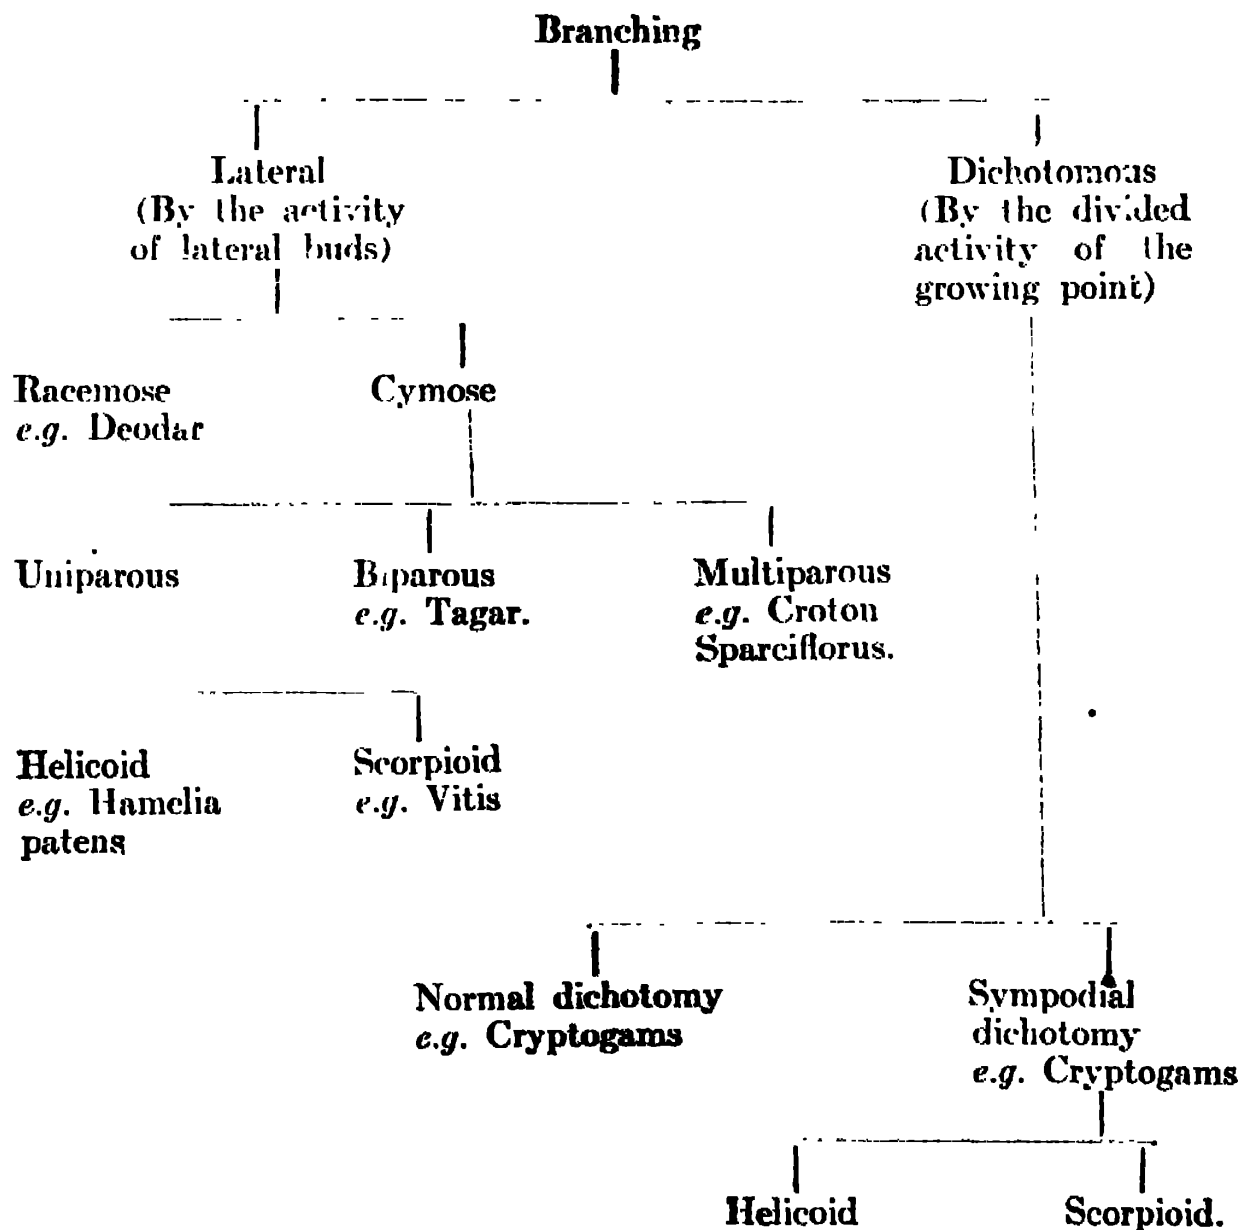 Branching
Lateral
(By the activity
of lateral buds)
Dichotomous
(By the divided
activity of the
growing point)
Racemose
e.g. Deodar
Cymose
Uniparous
Biparous
e.g. Tagar.
Multiparous
e.g. Croton
Sparciflorus.
Helicoid
e.g. Hamelia
patens
Scorpioid
e.g. Vitis
Normal dichotomy
e.g. Cryptogams
Sympodial
dichotomy
e.g. Cryptogams
Helicoid
Scorpioid.